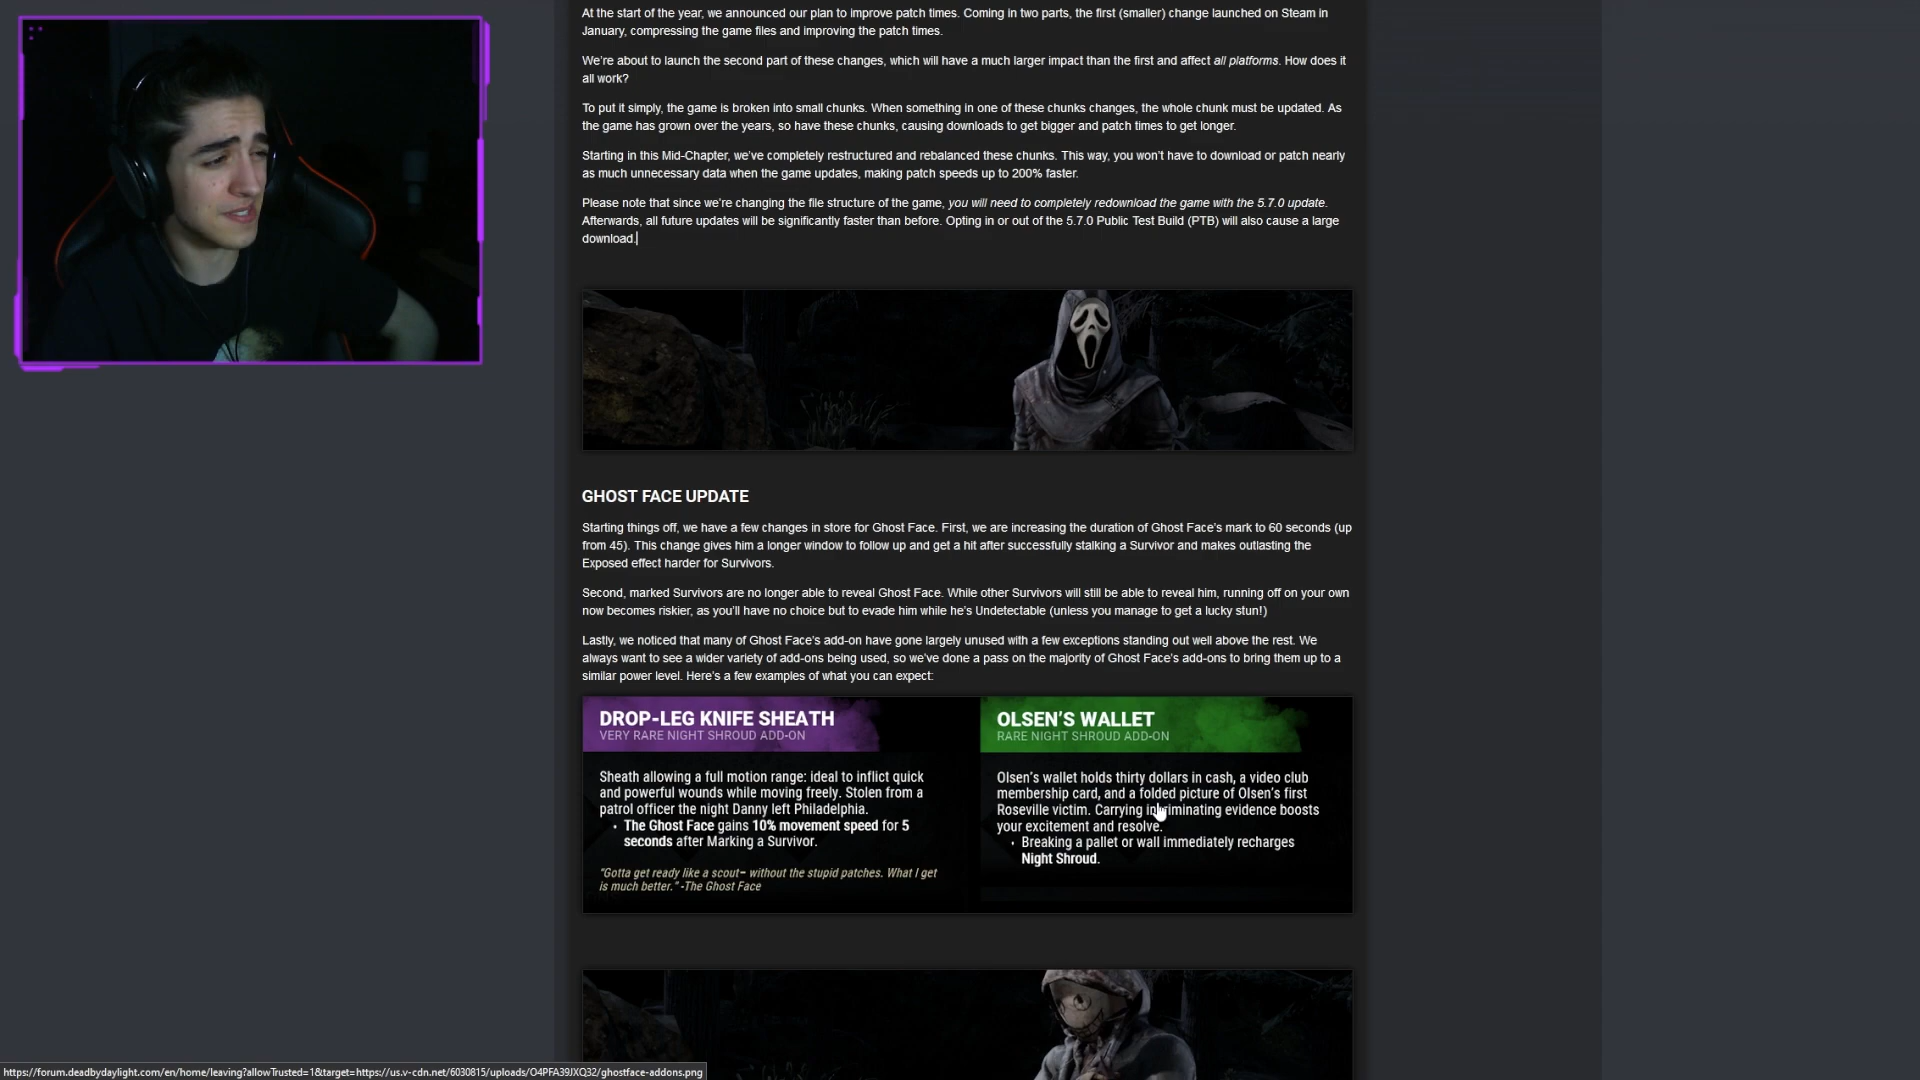 At the start of the year, we announced our plan to improve patch times. Coming in two parts, the first (smaller) change launched on Steam in
January, compressing the game files and improving the patch times.
We're about to launch the second part of these changes, which will have a much larger impact than the first and affect all platforms. How does it
all work?
To put it simply, the game is broken into small chunks. When something in one of these chunks changes, the whole chunk must be updated. As
the game has grown over the years, so have these chunks, causing downloads to get bigger and patch times to get longer.
Starting in this Mid-Chapter, we've completely restructured and rebalanced these chunks. This way, you won't have to download or patch nearly
as much unnecessary data when the game updates, making patch speeds up to 200% faster.
Please note that since we're changing the file structure of the game, you will need to completely redownload the game with the 5.7.0 update.
Afterwards, all future updates will be significantly faster than before. Opting in or out of the 5.7.0 Public Test Build (PTB) will also cause a large
download.
GHOST FACE UPDATE
Starting things off, we have a few changes in store for Ghost Face. First, we are increasing the duration of Ghost Face's mark to 60 seconds (up
from 45). This change gives him a longer window to follow up and get a hit after successfully stalking a Survivor and makes outlasting the
Exposed effect harder for Survivors.
Second, marked Survivors are no longer able to reveal Ghost Face. While other Survivors will still be able to reveal him, running off on your own
now becomes riskier, as you'll have no choice but to evade him while he's Undetectable (unless you manage to get a lucky stun!)
Lastly, we noticed that many of Ghost Face's add-on have gone largely unused with a few exceptions standing out well above the rest. We
always want to see a wider variety of add-ons being used, so we've done a pass on the majority of Ghost Face's add-ons to bring them up to a
similar power level. Here's a few examples of what you can expect:
DROP-LEG KNIFE SHEATH
VERY RARE NIGHT SHROUD ADD-ON
Sheath allowing a full motion range: ideal to inflict quick
and powerful wounds while moving freely. Stolen from a
patrol officer the night Danny left Philadelphia.
• The Ghost Face gains 10% movement speed for 5
seconds after Marking a Survivor.
"Gotta get ready like a scout– without the stupid patches. What I get
is much better." -The Ghost Face
OLSEN'S WALLET
RARE NIGHT SHROUD ADD-ON
Olsen's wallet holds thirty dollars in cash, a video club
membership card, and a folded picture of Olsen's first
Roseville victim. Carrying incriminating evidence boosts
your excitement and resolve.
• Breaking a pallet or wall immediately recharges
Night Shroud.
https://forum.deadbydaylight.com/en/home/leaving?allowTrusted=1&target=https://us.v-cdn.net/6030815/uploads/O4PFA39JXQ32/ghostface-addons.png